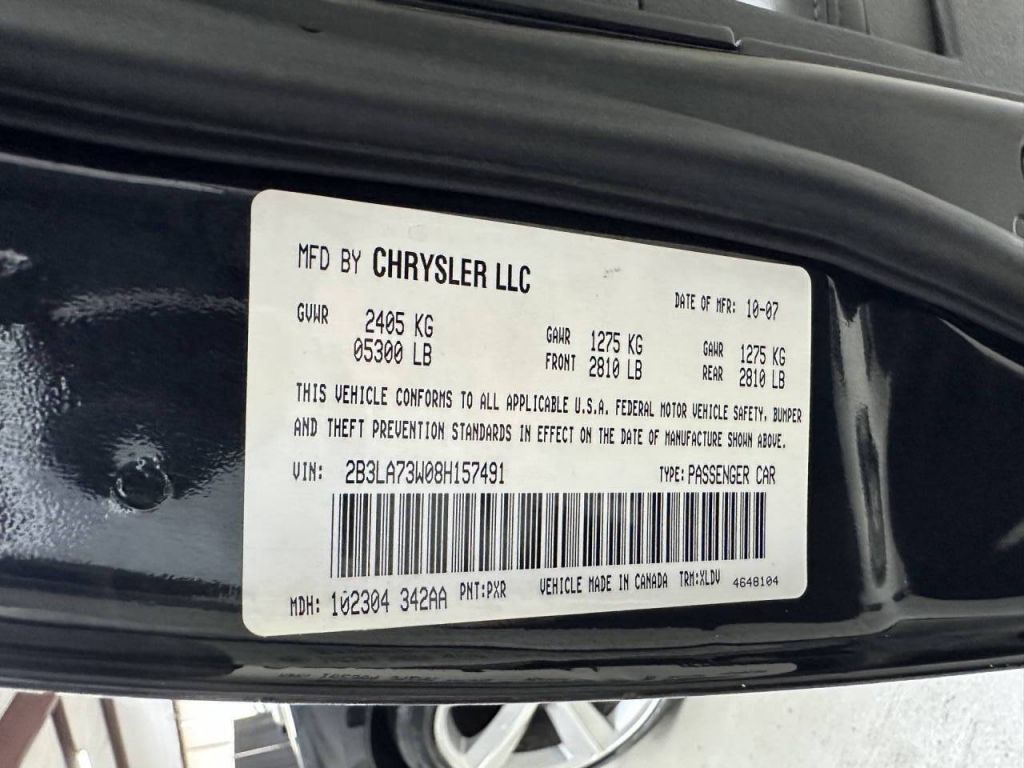 MFD BY CHRYSLER LLC
DATE OF MFR: 10-07
GVWR 2405 KG GAWR 1275 KG GAWR 1275 KG
05300 LB FRONT 2810 LB REAR 2810 LB
THIS VEHICLE CONFORMS TO ALL APPLICABLE U.S.A. FEDERAL MOTOR VEHICLE SAFETY, BUMPER
AND THEFT PREVENTION STANDARDS IN EFFECT ON THE DATE OF MANUFACTURE SHOWN ABOVE.
VIN: 2B3LA73W08H157491 TYPE: PASSENGER CAR
MDH: 102304 342AA PNT:PXR VEHICLE MADE IN CANADA TRM:XLDV 4648104